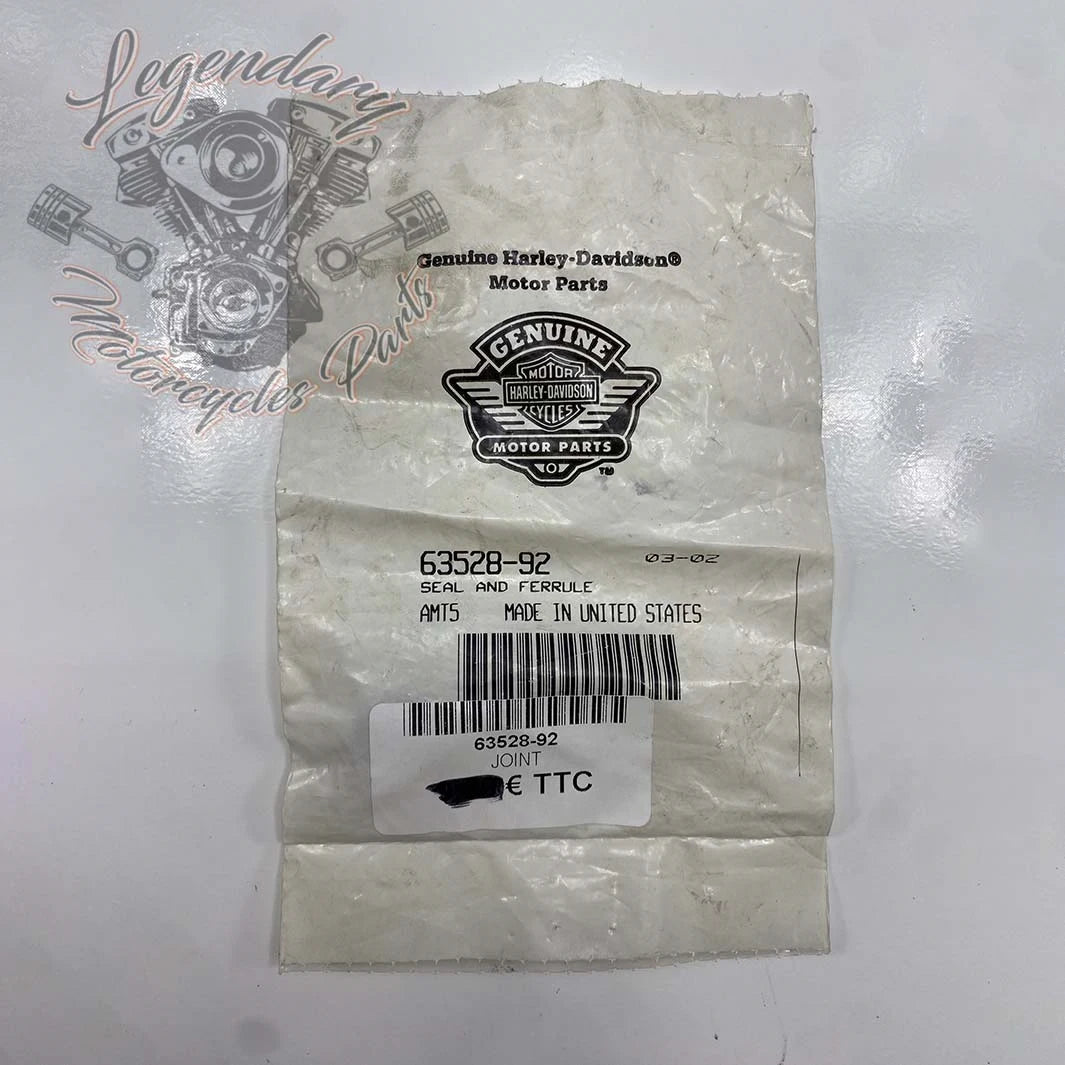 Legendary
Motorcycles Parts
Genuine Harley-Davidson®
Motor Parts
GENUINE
MOTOR
HARLEY-DAVIDSON
CYCLES
MOTOR PARTS
TM
63528-92 03-02
SEAL AND FERRULE
AMT5 MADE IN UNITED STATES
63528-92
JOINT
€ TTC